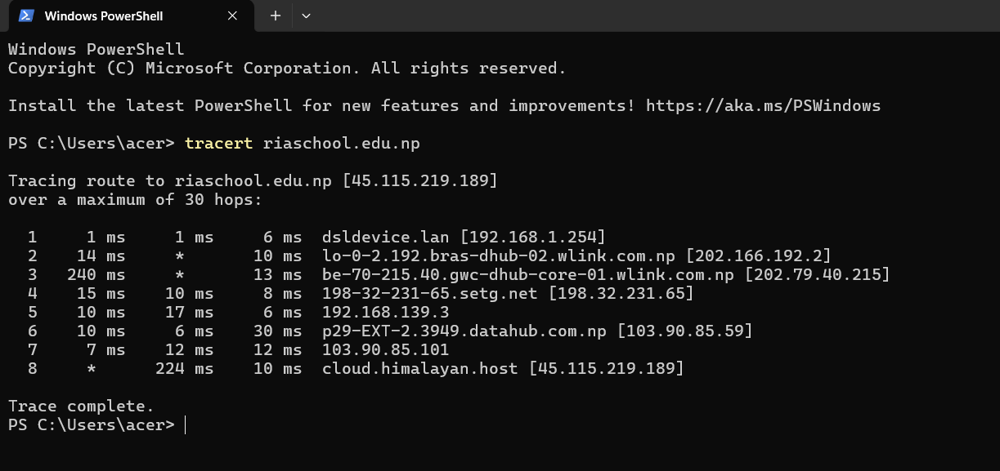 Windows PowerShell
Windows PowerShell
Copyright (C) Microsoft Corporation. All rights reserved.
Install the latest PowerShell for new features and improvements! https://aka.ms/PSWindows
PS C:\Users\acer> tracert riaschool.edu.np
Tracing route to riaschool.edu.np [45.115.219.189]
over a maximum of 30 hops:
1 1 ms 1 ms 6 ms dsldevice.lan [192.168.1.254]
2 14 ms * 10 ms lo-0-2.192.bras-dhub-02.wlink.com.np [202.166.192.2]
3 240 ms * 13 ms be-70-215.40.gwc-dhub-core-01.wlink.com.np [202.79.40.215]
4 15 ms 10 ms 8 ms 198-32-231-65.setg.net [198.32.231.65]
5 10 ms 17 ms 6 ms 192.168.139.3
6 10 ms 6 ms 30 ms p29-EXT-2.3949.datahub.com.np [103.90.85.59]
7 7 ms 12 ms 12 ms 103.90.85.101
8 * 224 ms 10 ms cloud.himalayan.host [45.115.219.189]
Trace complete.
PS C:\Users\acer>